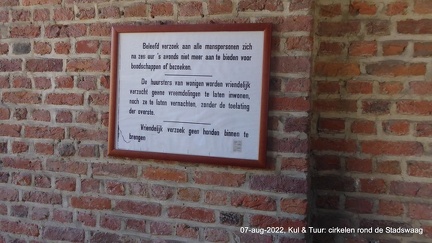 Beleefd verzoek aan alle manspersonen zich
na zes uur 's avonds niet meer aan te bieden voor
boodschappen of bezoeken.
De huursters van woningen worden vriendelijk
verzocht geene vreemdelingen te laten inwonen,
noch ze te laten vernachten, zonder de toelating
der overste.
Vriendelijk verzoek geen honden binnen te
brengen
07-aug-2022, Kul & Tuur: cirkelen rond de Stadswaag